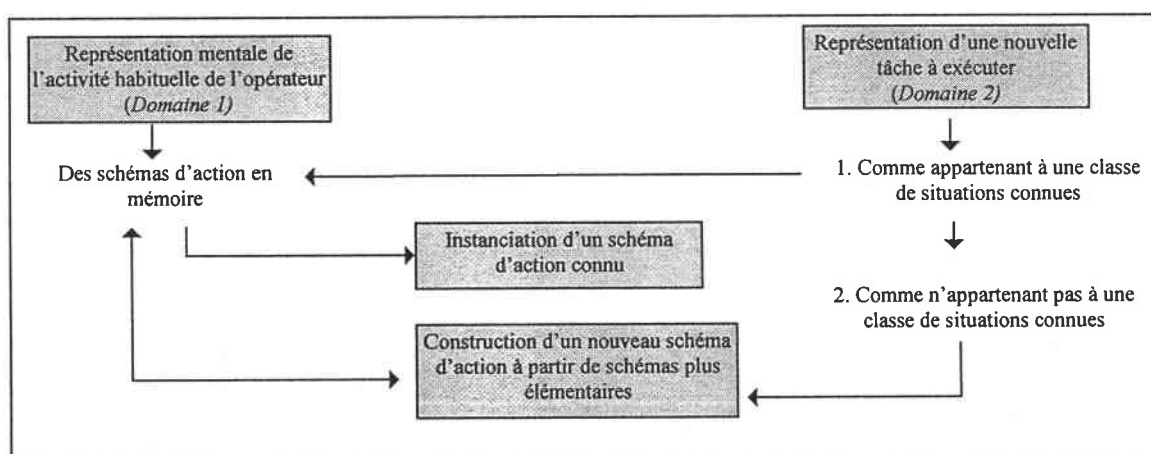 Représentation mentale de
l'activité habituelle de l'opérateur
(Domaine 1)
Représentation d'une nouvelle
tâche à exécuter
(Domaine 2)
Des schémas d'action en
mémoire
1. Comme appartenant à une classe
de situations connues
Instanciation d'un schéma
d'action connu
2. Comme n'appartenant pas à une
classe de situations connues
Construction d'un nouveau schéma
d'action à partir de schémas plus
élémentaires